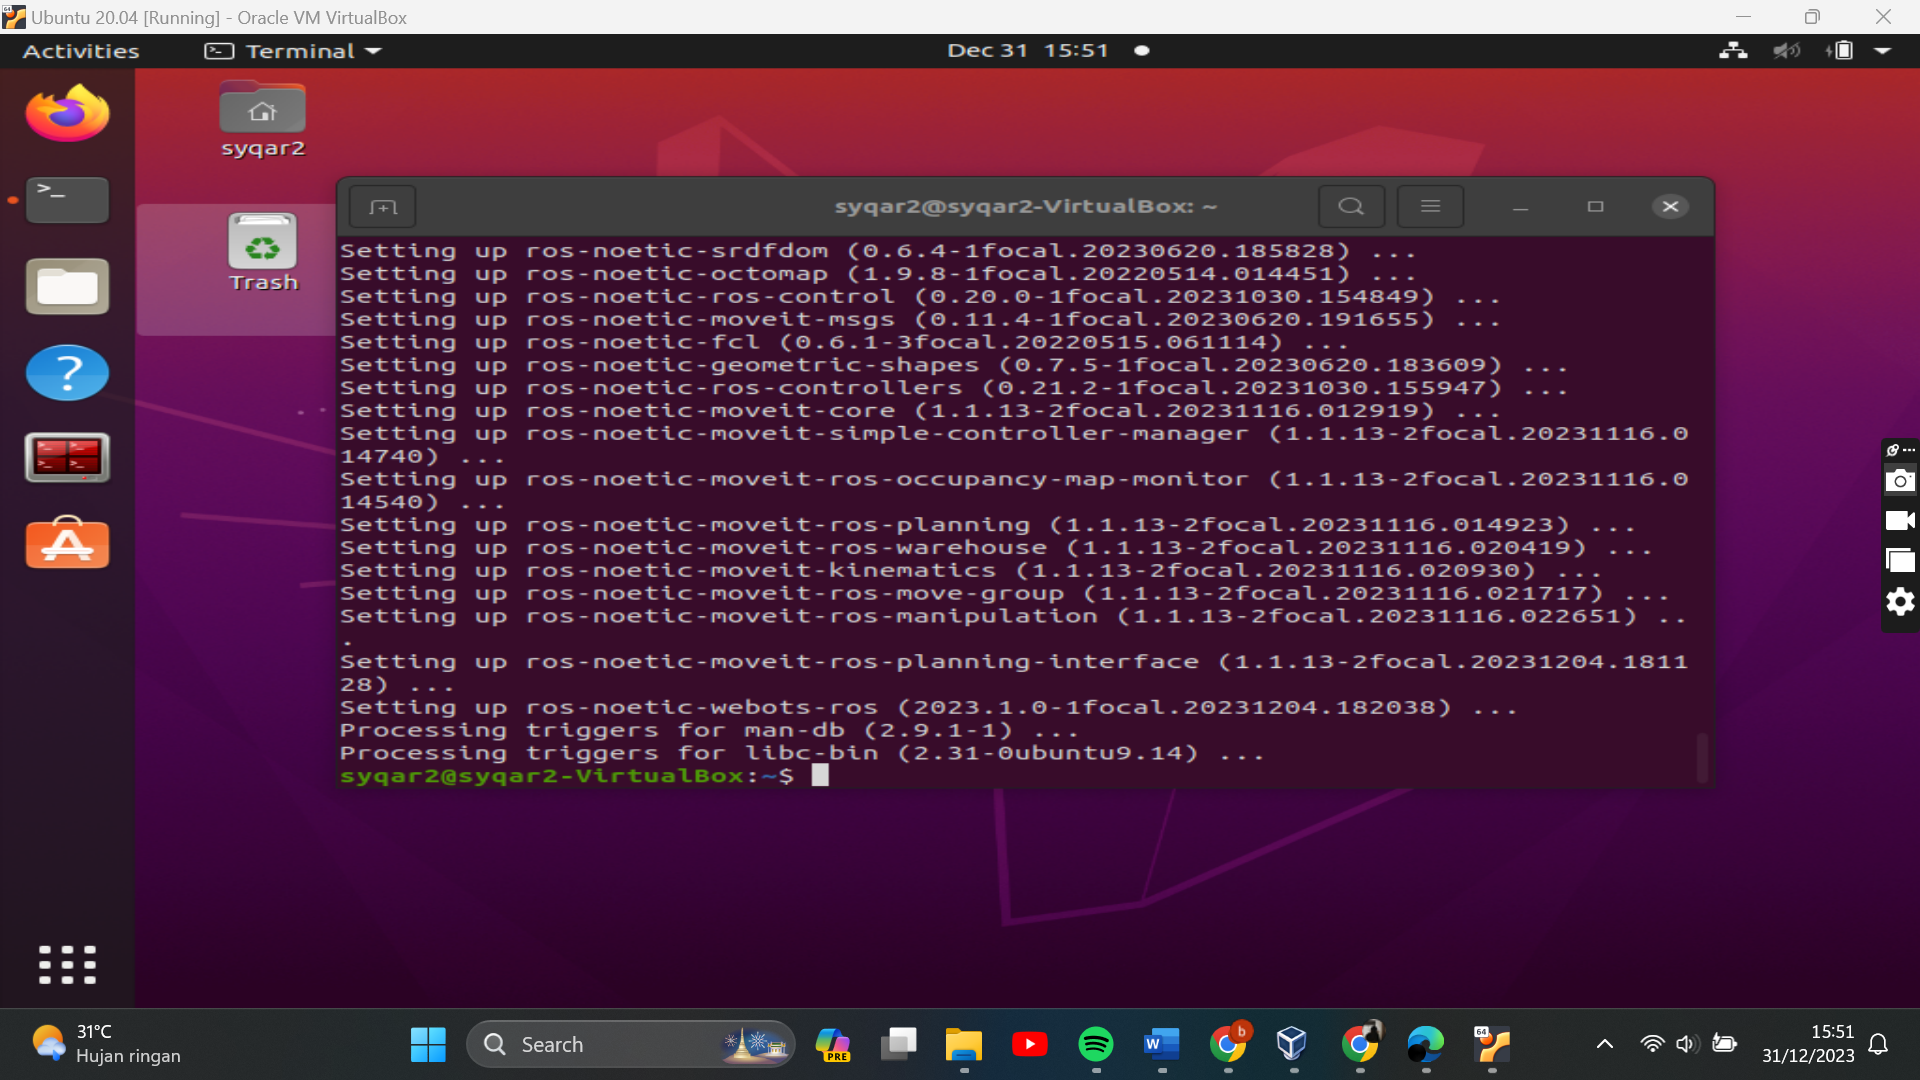 Ubuntu 20.04 [Running] - Oracle VM VirtualBox
Activities
Terminal
Dec 31 15:51
syqar2
Trash
syqar2@syqar2-VirtualBox: ~
Setting up ros-noetic-srdfdom (0.6.4-1focal.20230620.185828) ...
Setting up ros-noetic-octomap (1.9.8-1focal.20220514.014451) ...
Setting up ros-noetic-ros-control (0.20.0-1focal.20231030.154849) ...
Setting up ros-noetic-moveit-msgs (0.11.4-1focal.20230620.191655) ...
Setting up ros-noetic-fcl (0.6.1-3focal.20220515.061114) ...
Setting up ros-noetic-geometric-shapes (0.7.5-1focal.20230620.183609) ...
Setting up ros-noetic-ros-controllers (0.21.2-1focal.20231030.155947) ...
Setting up ros-noetic-moveit-core (1.1.13-2focal.20231116.012919) ...
Setting up ros-noetic-moveit-simple-controller-manager (1.1.13-2focal.20231116.0
14740) ...
Setting up ros-noetic-moveit-ros-occupancy-map-monitor (1.1.13-2focal.20231116.0
14540) ...
Setting up ros-noetic-moveit-ros-planning (1.1.13-2focal.20231116.014923) ...
Setting up ros-noetic-moveit-ros-warehouse (1.1.13-2focal.20231116.020419) ...
Setting up ros-noetic-moveit-kinematics (1.1.13-2focal.20231116.020930) ...
Setting up ros-noetic-moveit-ros-move-group (1.1.13-2focal.20231116.021717) ...
Setting up ros-noetic-moveit-ros-manipulation (1.1.13-2focal.20231116.022651) ..
.
Setting up ros-noetic-moveit-ros-planning-interface (1.1.13-2focal.20231204.1811
28) ...
Setting up ros-noetic-webots-ros (2023.1.0-1focal.20231204.182038) ...
Processing triggers for man-db (2.9.1-1) ...
Processing triggers for libc-bin (2.31-0ubuntu9.14) ...
syqar2@syqar2-VirtualBox:~$
31°C
Hujan ringan
Search
PRE
W
b
64
15:51
31/12/2023